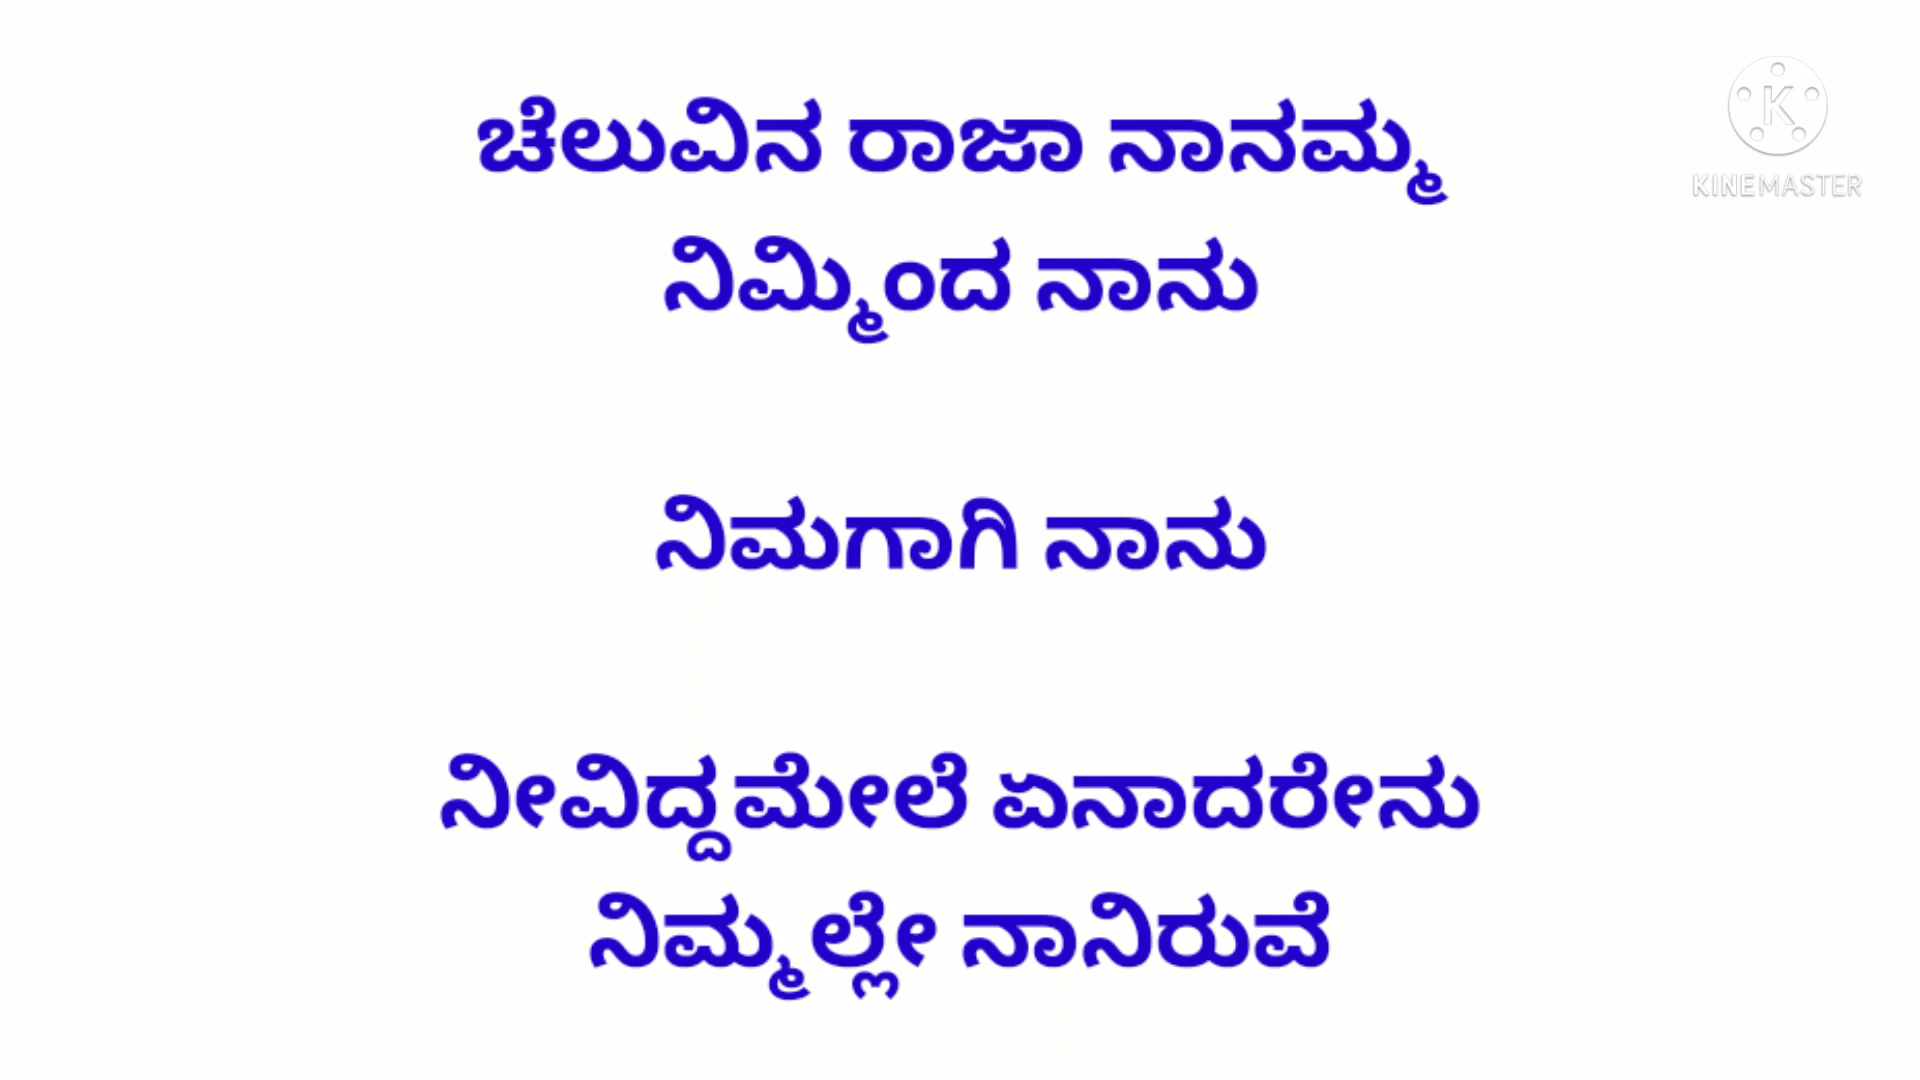 ಚೆಲುವಿನ ರಾಜಾ ನಾನಮ್ಮ
ನಿಮ್ಮಿಂದ ನಾನು
ನಿಮಗಾಗಿ ನಾನು
ನೀವಿದ್ದಮೇಲೆ ಏನಾದರೇನು
ನಿಮ್ಮಲ್ಲೇ ನಾನಿರುವೆ
K
KINEMASTER